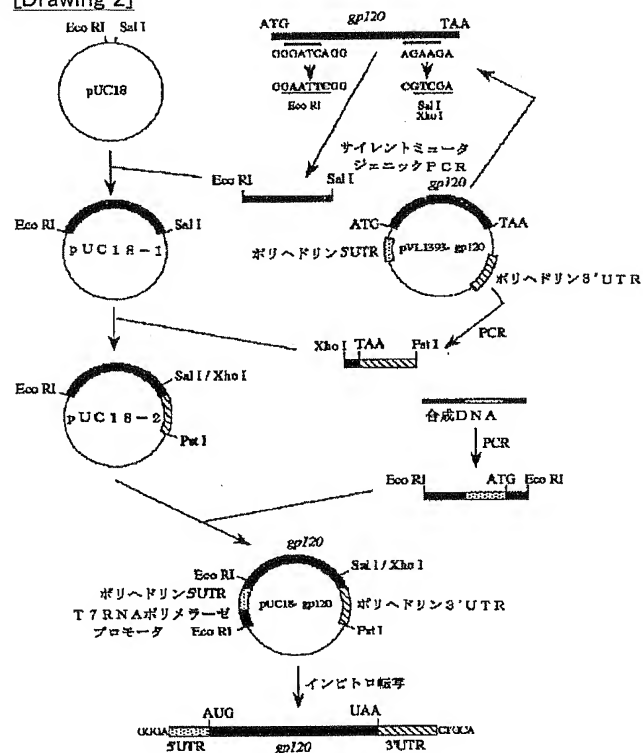 [Drawing 2]
Eco RI Sal I
pUC18
ATG gp120 TAA
GGGATCAGG
AGAAGA
GGAATTCGG
CGTCGA
Eco RI
Sal I
Xho I
サイレントミュータ
ジェニックPCR
Eco RI Sal I
Eco RI Sal I
pUC18-1
gp120
ATG TAA
ポリヘドリン5'UTR
pVL1393-gp120
ポリヘドリン3'UTR
PCR
Xho I TAA Pst I
Eco RI Sal I / Xho I
pUC18-2
Pst I
合成DNA
PCR
Eco RI ATG Eco RI
gp120
Eco RI Sal I / Xho I
ポリヘドリン5'UTR
T7RNAポリメラーゼ
プロモータ
Eco RI
pUC18-gp120
ポリヘドリン3'UTR
Pst I
インビトロ転写
AUG UAA
GGGA CTGCA
5'UTR gp120 3'UTR